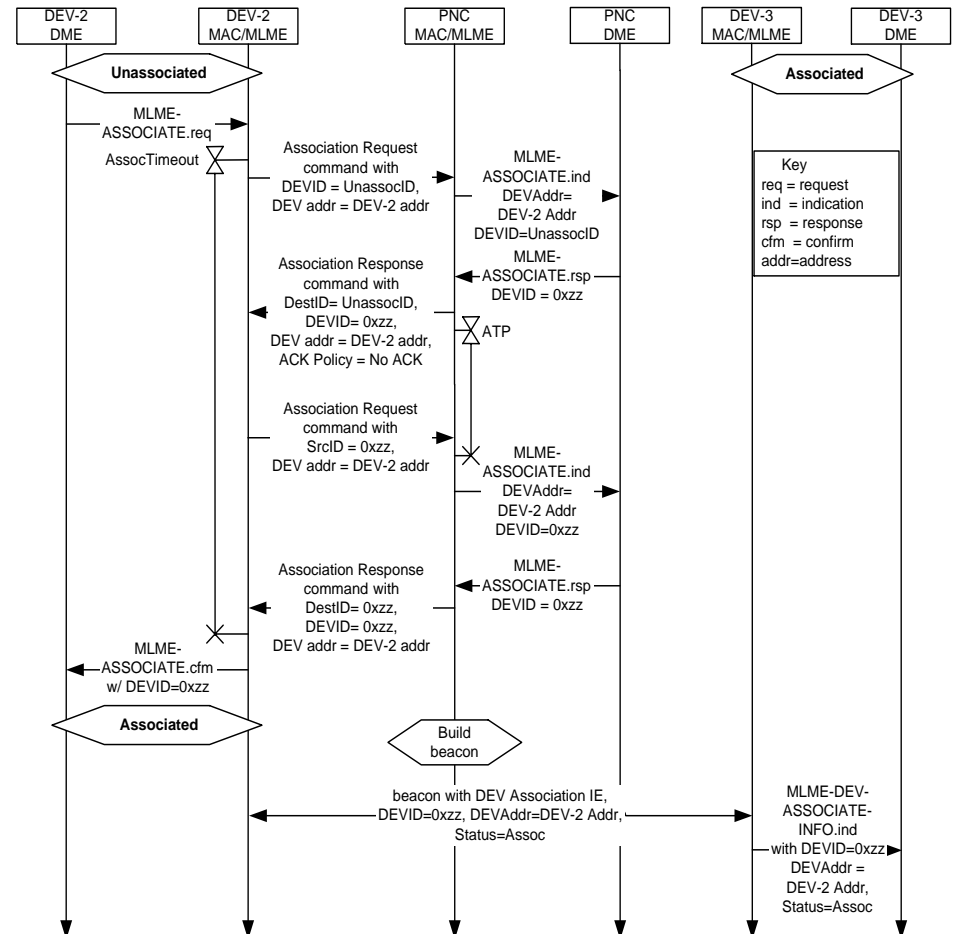 DEV-2
DME
DEV-2
MAC/MLME
PNC
MAC/MLME
PNC
DME
DEV-3
MAC/MLME
DEV-3
DME
Unassociated
Associated
MLME-
ASSOCIATE.req
AssocTimeout
Association Request
command with
DEVID = UnassocID,
DEV addr = DEV-2 addr
MLME-
ASSOCIATE.ind
DEVAddr=
DEV-2 Addr
DEVID=UnassocID
Key
req = request
ind = indication
rsp = response
cfm = confirm
addr=address
MLME-
ASSOCIATE.rsp
DEVID = 0xzz
Association Response
command with
DestID= UnassocID,
DEVID= 0xzz,
DEV addr = DEV-2 addr,
ACK Policy = No ACK
ATP
Association Request
command with
SrcID = 0xzz,
DEV addr = DEV-2 addr
MLME-
ASSOCIATE.ind
DEVAddr=
DEV-2 Addr
DEVID=0xzz
MLME-
ASSOCIATE.rsp
DEVID = 0xzz
Association Response
command with
DestID= 0xzz,
DEVID= 0xzz,
DEV addr = DEV-2 addr
MLME-
ASSOCIATE.cfm
w/ DEVID=0xzz
Associated
Build
beacon
beacon with DEV Association IE,
DEVID=0xzz, DEVAddr=DEV-2 Addr,
Status=Assoc
MLME-DEV-
ASSOCIATE-
INFO.ind
with DEVID=0xzz
DEVAddr =
DEV-2 Addr,
Status=Assoc